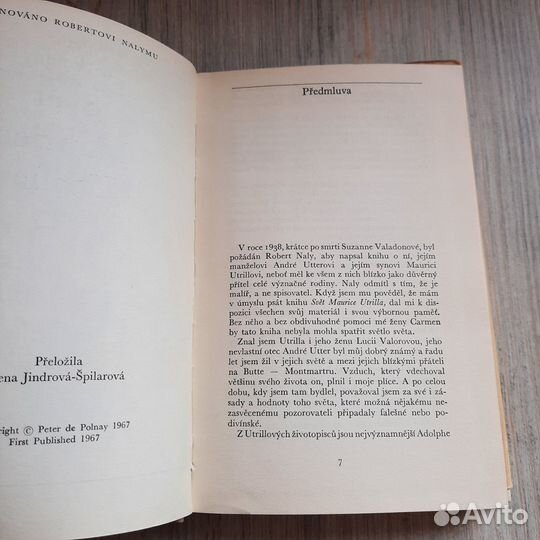 NOVÁNO ROBERTOVI NALYMU
Přeložila
ena Jindrová-Špilarová
right © Peter de Polnay 1967
First Published 1967
Předmluva
V roce 1938, krátce po smrti Suzanne Valadonové, byl
požádán Robert Naly, aby napsal knihu o ní, jejím
manželovi André Utterovi a jejím synovi Maurici
Utrillovi, neboť měl ke všem z nich blízko jako důvěrný
přítel celé význačné rodiny. Naly odmítl s tím, že je
malíř, a ne spisovatel. Když jsem mu pověděl, že mám
v úmyslu psát knihu Svět Maurice Utrilla, dal mi k dispo-
zici všechen svůj materiál i svou výbornou paměť.
Bez něho a bez obdivuhodné pomoci mé ženy Carmen
by tato kniha nebyla mohla spatřit světlo světa.
Znal jsem Utrilla i jeho ženu Lucii Valorovou, jeho
nevlastní otec André Utter byl můj dobrý známý a řadu
let jsem žil v jejich světě a mezi jejich blízkými přáteli
na Butte — Montmartru. Vzduch, který vdechoval
většinu svého života on, plnil i moje plíce. A po celou
dobu, kdy jsem tam bydlel, považoval jsem za své i zá-
sady a hodnoty toho světa, které možná nějakému ne-
zasvěcenému pozorovateli připadaly falešné nebo po-
divínské.
Z Utrillových životopisců jsou nejvýznamnější Adolphe
7
Avito